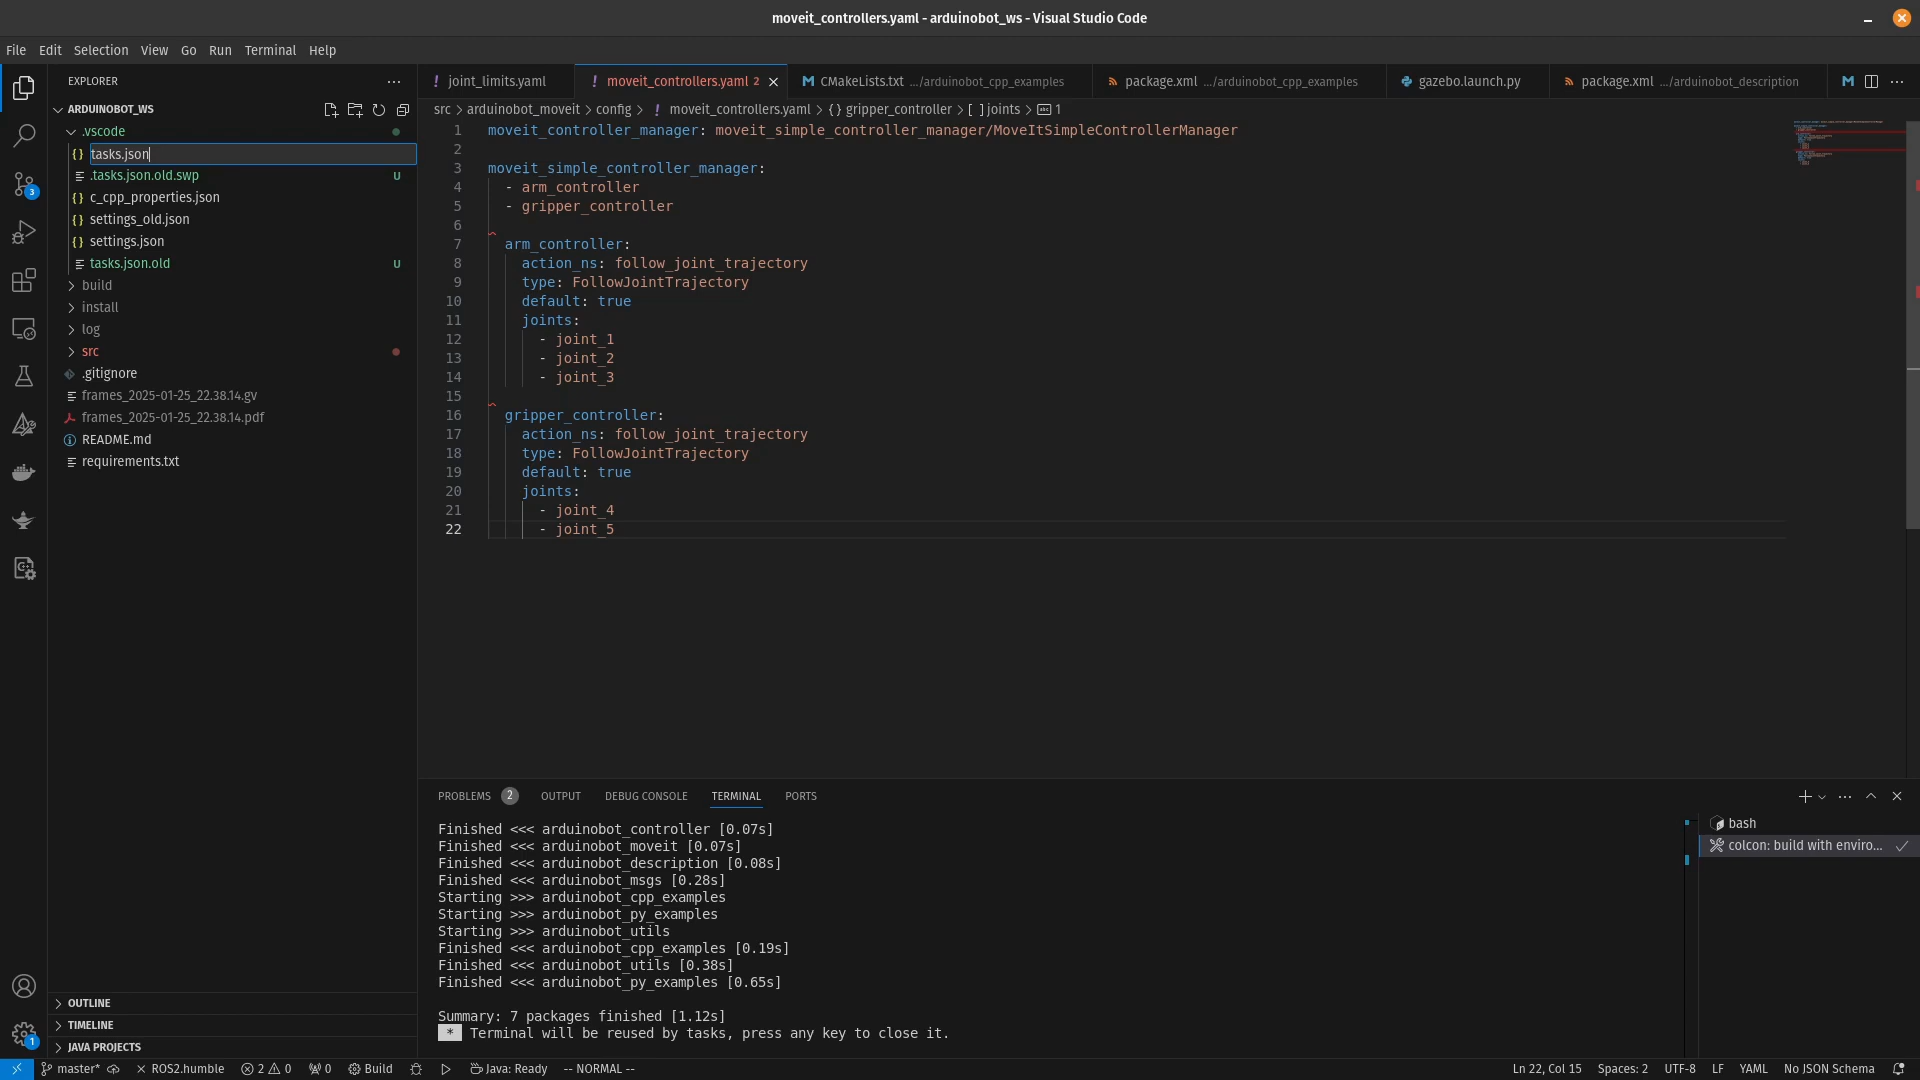 moveit_controllers.yaml - arduinobot_ws - Visual Studio Code
File Edit Selection View Go Run Terminal Help
EXPLORER
ARDUINOBOT_WS
.vscode
tasks.json
.tasks.json.old.swp U
c_cpp_properties.json
settings_old.json
settings.json
tasks.json.old U
build
install
log
src
.gitignore
frames_2025-01-25_22.38.14.gv
frames_2025-01-25_22.38.14.pdf
README.md
requirements.txt
OUTLINE
TIMELINE
JAVA PROJECTS
3
1
joint_limits.yaml moveit_controllers.yaml 2 CMakeLists.txt .../arduinobot_cpp_examples package.xml .../arduinobot_cpp_examples gazebo.launch.py package.xml .../arduinobot_description
src > arduinobot_moveit > config > ! moveit_controllers.yaml > {} gripper_controller > [ ] joints > abc 1
1 moveit_controller_manager: moveit_simple_controller_manager/MoveItSimpleControllerManager
2
3 moveit_simple_controller_manager:
4 - arm_controller
5 - gripper_controller
6
7 arm_controller:
8 action_ns: follow_joint_trajectory
9 type: FollowJointTrajectory
10 default: true
11 joints:
12 - joint_1
13 - joint_2
14 - joint_3
15
16 gripper_controller:
17 action_ns: follow_joint_trajectory
18 type: FollowJointTrajectory
19 default: true
20 joints:
21 - joint_4
22 - joint_5
PROBLEMS 2 OUTPUT DEBUG CONSOLE TERMINAL PORTS
Finished <<< arduinobot_controller [0.07s]
Finished <<< arduinobot_moveit [0.07s]
Finished <<< arduinobot_description [0.08s]
Finished <<< arduinobot_msgs [0.28s]
Starting >>> arduinobot_cpp_examples
Starting >>> arduinobot_py_examples
Starting >>> arduinobot_utils
Finished <<< arduinobot_cpp_examples [0.19s]
Finished <<< arduinobot_utils [0.38s]
Finished <<< arduinobot_py_examples [0.65s]
Summary: 7 packages finished [1.12s]
* Terminal will be reused by tasks, press any key to close it.
bash
colcon: build with enviro...
master* ROS2.humble 2 0 0 Build Java: Ready -- NORMAL -- Ln 22, Col 15 Spaces: 2 UTF-8 LF YAML No JSON Schema